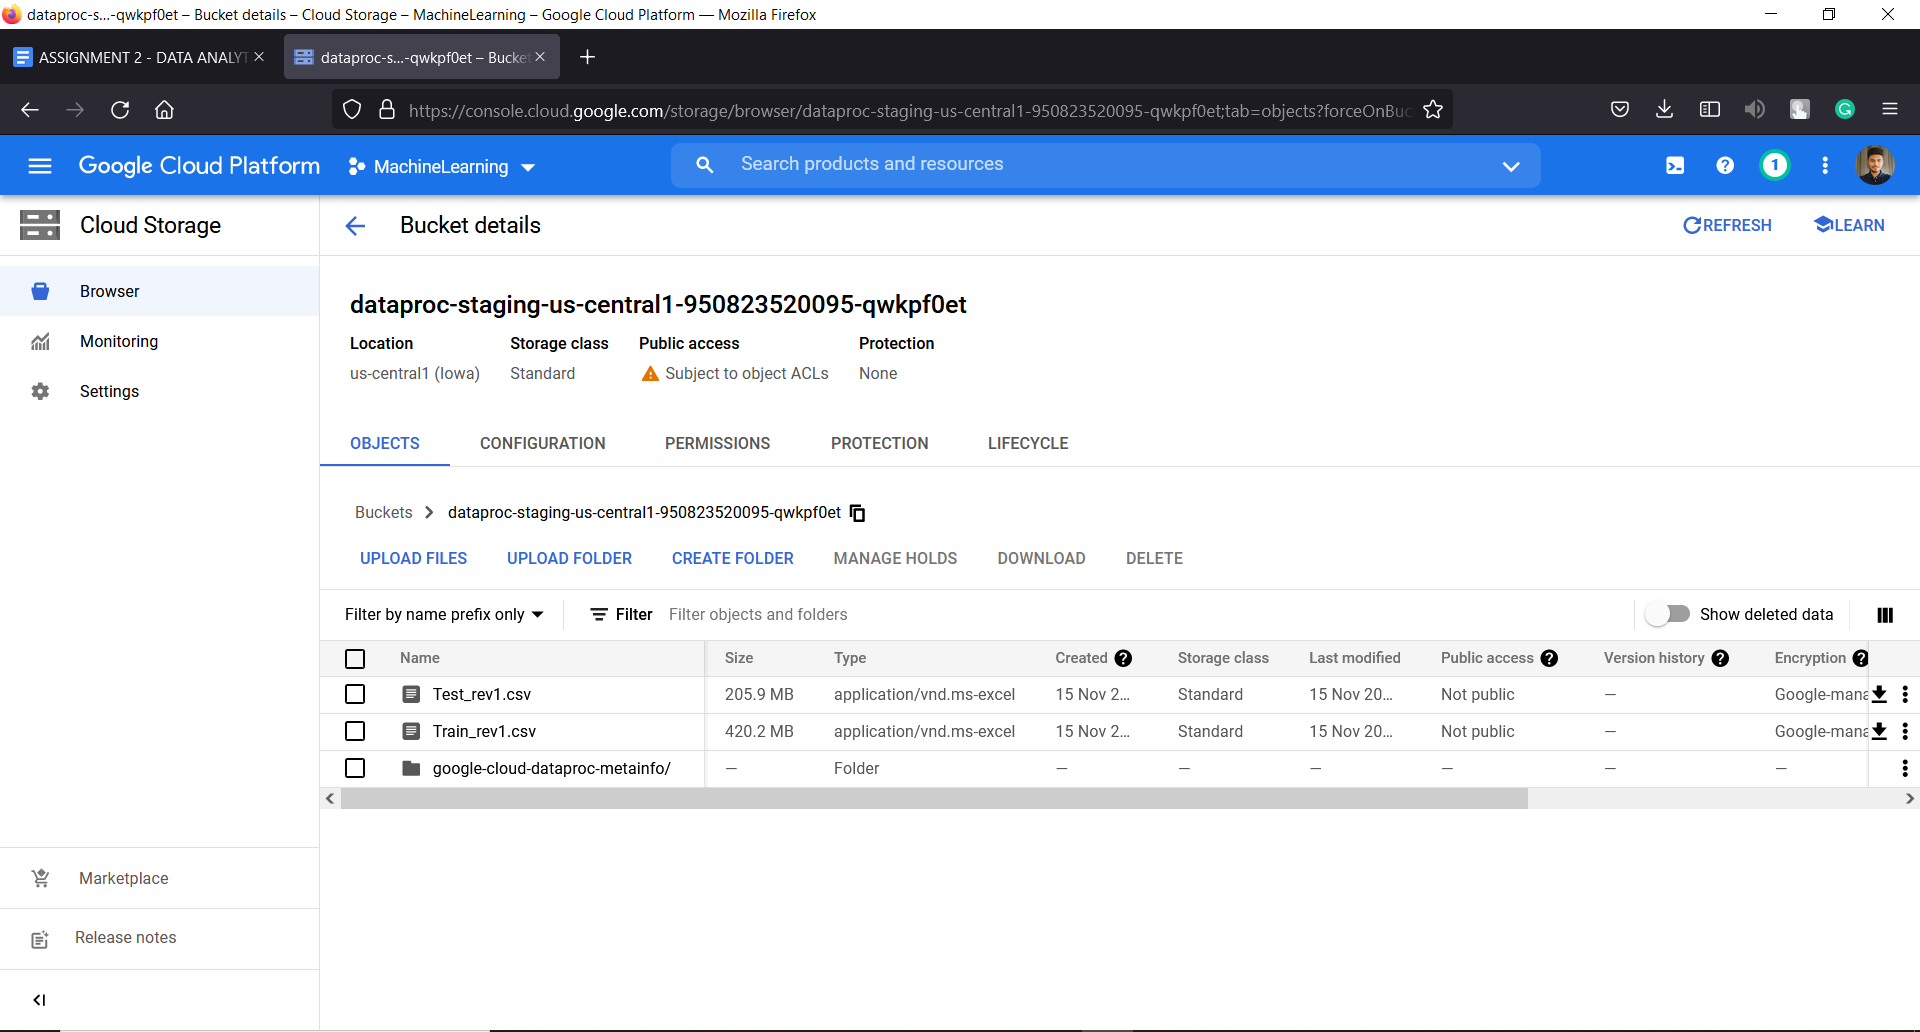 dataproc-s...-qwkpf0et – Bucket details – Cloud Storage – MachineLearning – Google Cloud Platform — Mozilla Firefox
ASSIGNMENT 2 - DATA ANALYT
dataproc-s...-qwkpf0et – Bucket
https://console.cloud.google.com/storage/browser/dataproc-staging-us-central1-950823520095-qwkpf0et;tab=objects?forceOnBuc
Google Cloud Platform
MachineLearning
Search products and resources
1
Cloud Storage
Bucket details
REFRESH
LEARN
Browser
Monitoring
Settings
dataproc-staging-us-central1-950823520095-qwkpf0et
Location Storage class Public access Protection
us-central1 (Iowa) Standard Subject to object ACLs None
OBJECTS CONFIGURATION PERMISSIONS PROTECTION LIFECYCLE
Buckets > dataproc-staging-us-central1-950823520095-qwkpf0et
UPLOAD FILES UPLOAD FOLDER CREATE FOLDER MANAGE HOLDS DOWNLOAD DELETE
Filter by name prefix only Filter Filter objects and folders Show deleted data
Name Size Type Created Storage class Last modified Public access Version history Encryption
Test_rev1.csv 205.9 MB application/vnd.ms-excel 15 Nov 2... Standard 15 Nov 20... Not public — Google-mana
Train_rev1.csv 420.2 MB application/vnd.ms-excel 15 Nov 2... Standard 15 Nov 20... Not public — Google-mana
google-cloud-dataproc-metainfo/ — Folder — — — — — —
Marketplace
Release notes